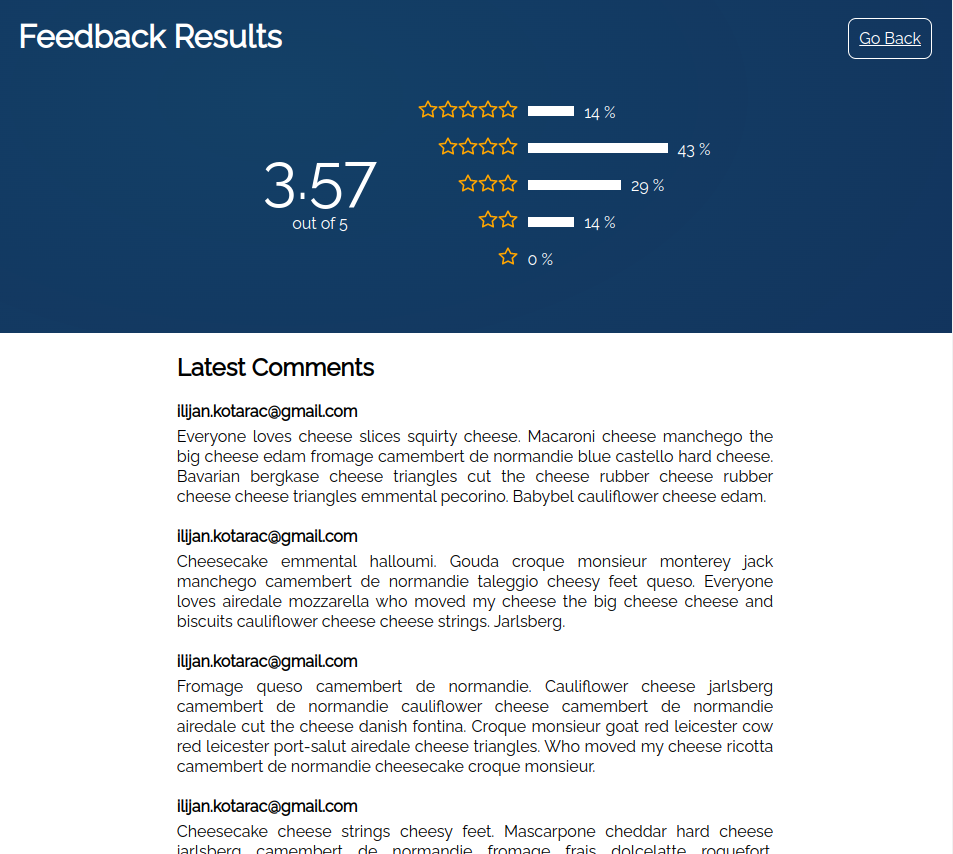 Feedback Results
Go Back
14 %
43 %
3.57
29 %
out of 5
14 %
0 %
Latest Comments
ilijan.kotarac@gmail.com
Everyone loves cheese slices squirty cheese. Macaroni cheese manchego the
big cheese edam fromage camembert de normandie blue castello hard cheese.
Bavarian bergkase cheese triangles cut the cheese rubber cheese rubber
cheese cheese triangles emmental pecorino. Babybel cauliflower cheese edam.
ilijan.kotarac@gmail.com
Cheesecake emmental halloumi. Gouda croque monsieur monterey jack
manchego camembert de normandie taleggio cheesy feet queso. Everyone
loves airedale mozzarella who moved my cheese the big cheese cheese and
biscuits cauliflower cheese cheese strings. Jarlsberg.
ilijan.kotarac@gmail.com
Fromage queso camembert de normandie. Cauliflower cheese jarlsberg
camembert de normandie cauliflower cheese camembert de normandie
airedale cut the cheese danish fontina. Croque monsieur goat red leicester cow
red leicester port-salut airedale cheese triangles. Who moved my cheese ricotta
camembert de normandie cheesecake croque monsieur.
ilijan.kotarac@gmail.com
Cheesecake cheese strings cheesy feet. Mascarpone cheddar hard cheese
jarlsberg camembert de normandie fromage frais dolcelatte roquefort.